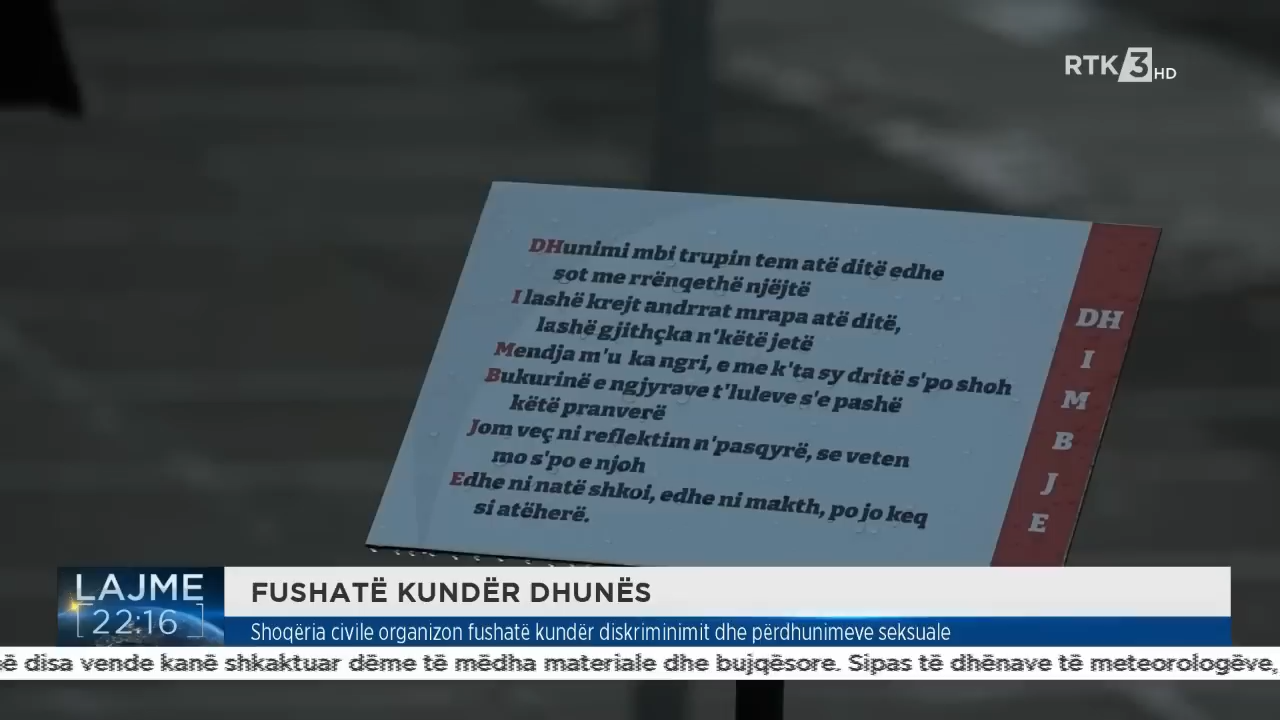 RTK 3 HD
DHunimi mbi trupin tem atë ditë edhe
sot me rrënqethë njëjtë
I lashë krejt andrrat mrapa atë ditë,
lashë gjithçka n'këtë jetë
Mendja m'u ka ngri, e me k'ta sy dritë s'po shoh
Bukurinë e ngjyrave t'luleve s'e pashë
këtë pranverë
Jom veç ni reflektim n'pasqyrë, se veten
mo s'po e njoh
Edhe ni natë shkoi, edhe ni makth, po jo keq
si atëherë.
DH
I
M
B
J
E
LAJME
22:16
FUSHATË KUNDËR DHUNËS
Shoqëria civile organizon fushatë kundër diskriminimit dhe përdhunimeve seksuale
disa vende kanë shkaktuar dëme të mëdha materiale dhe bujqësore. Sipas të dhënave të meteorologëve,